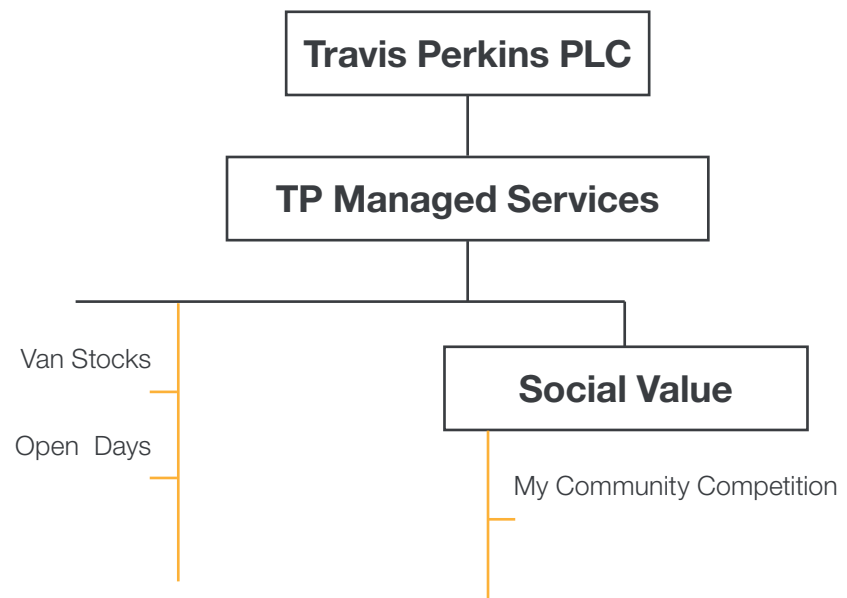 Travis Perkins PLC
TP Managed Services
Van Stocks
Social Value
Open Days
My Community Competition